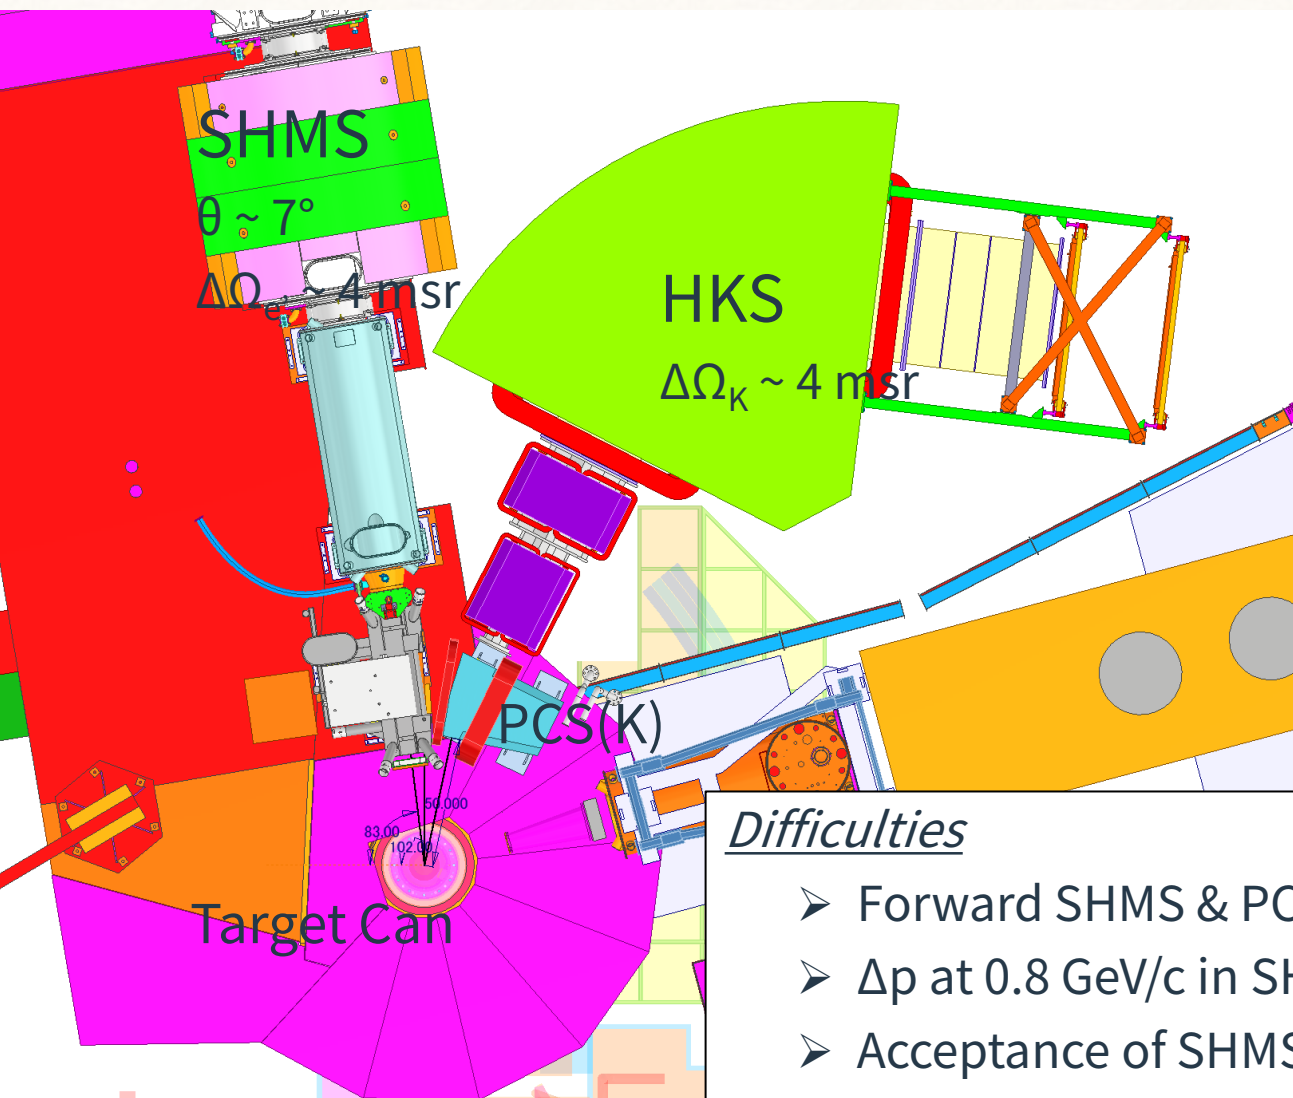 SHMS
θ ~ 7°
ΔΩe' ~ 4 msr
HKS
ΔΩK ~ 4 msr
PCS(K)
50.000
83.00
102.00
Target Can
Difficulties
➢ Forward SHMS & PC
➢ Δp at 0.8 GeV/c in SH
➢ Acceptance of SHMS